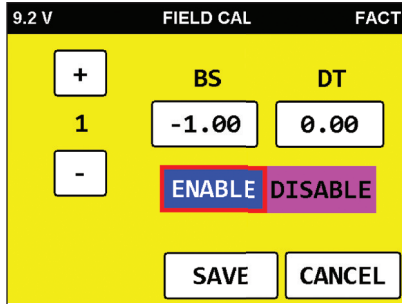 9.2 V FIELD CAL FACT
+ BS DT
1 -1.00 0.00
- ENABLE DISABLE
SAVE CANCEL